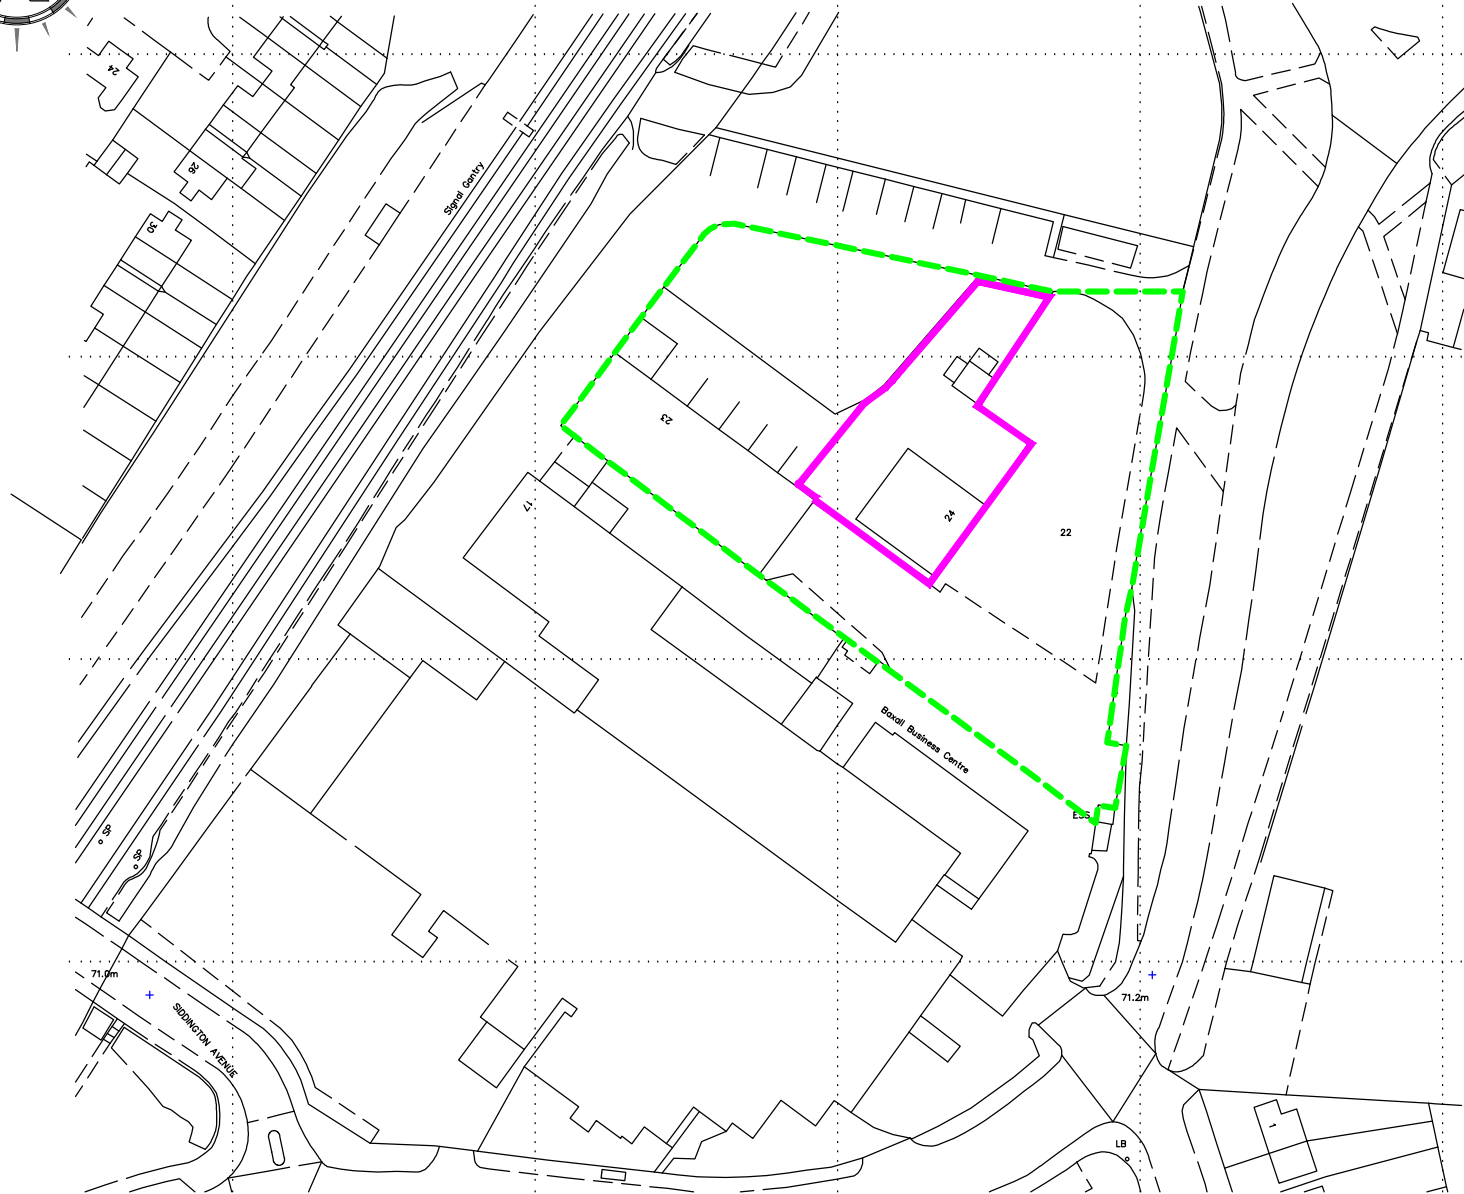 24
26
30
Signal Gantry
23
17
24
22
Baxall Business Centre
ESS
SP
SP
71.0m
SIDDINGTON AVENUE
71.2m
LB
1